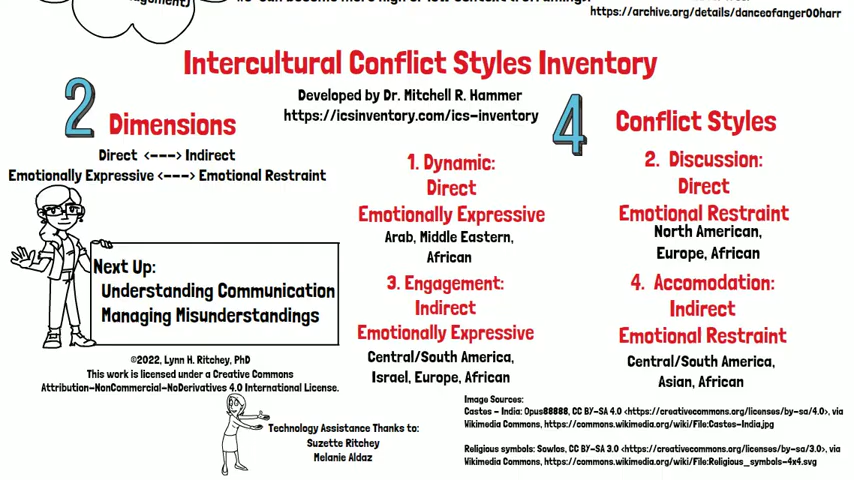 https://archive.org/details/danceofanger00harr
Intercultural Conflict Styles Inventory
Developed by Dr. Mitchell R. Hammer
https://icsinventory.com/ics-inventory
2 Dimensions
Direct <---> Indirect
Emotionally Expressive <---> Emotional Restraint
Next Up:
Understanding Communication
Managing Misunderstandings
©2022, Lynn H. Ritchey, PhD
This work is licensed under a Creative Commons
Attribution-NonCommercial-NoDerivatives 4.0 International License.
Technology Assistance Thanks to:
Suzette Ritchey
Melanie Aldaz
4 Conflict Styles
1. Dynamic:
Direct
Emotionally Expressive
Arab, Middle Eastern,
African
2. Discussion:
Direct
Emotional Restraint
North American,
Europe, African
3. Engagement:
Indirect
Emotionally Expressive
Central/South America,
Israel, Europe, African
4. Accomodation:
Indirect
Emotional Restraint
Central/South America,
Asian, African
Image Sources:
Castes - India: Opus88888, CC BY-SA 4.0 <https://creativecommons.org/licenses/by-sa/4.0>, via
Wikimedia Commons, https://commons.wikimedia.org/wiki/File:Castes-India.jpg
Religious symbols: Sowlos, CC BY-SA 3.0 <https://creativecommons.org/licenses/by-sa/3.0>, via
Wikimedia Commons, https://commons.wikimedia.org/wiki/File:Religious_symbols-4x4.svg